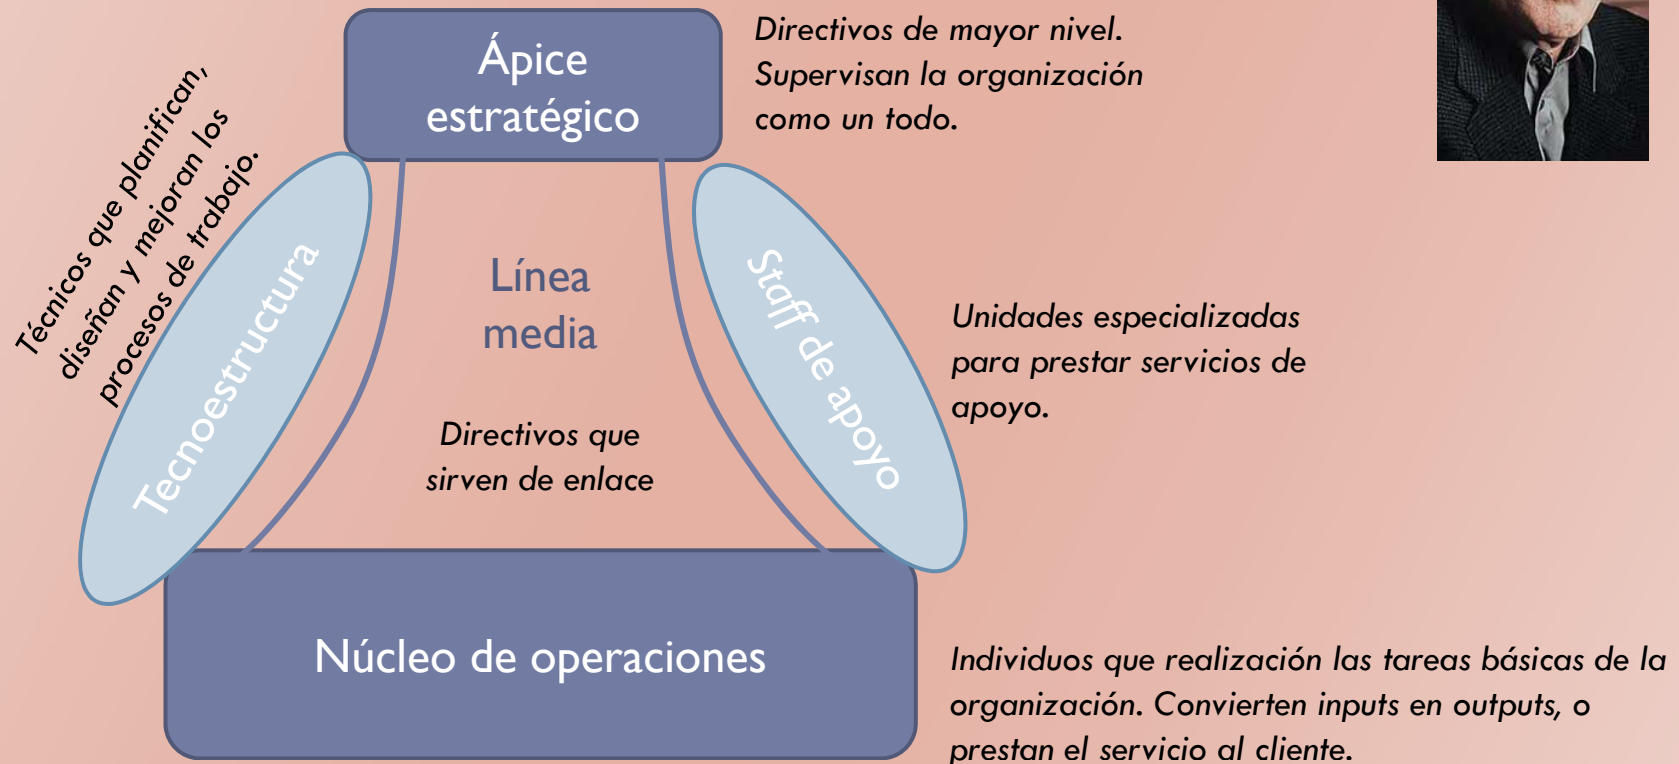 Ápice
estratégico
Directivos de mayor nivel.
Supervisan la organización
como un todo.
Técnicos que planifican,
diseñan y mejoran los
procesos de trabajo.
Tecnoestructura
Línea
media
Directivos que
sirven de enlace
Staff de apoyo
Unidades especializadas
para prestar servicios de
apoyo.
Núcleo de operaciones
Individuos que realización las tareas básicas de la
organización. Convierten inputs en outputs, o
prestan el servicio al cliente.